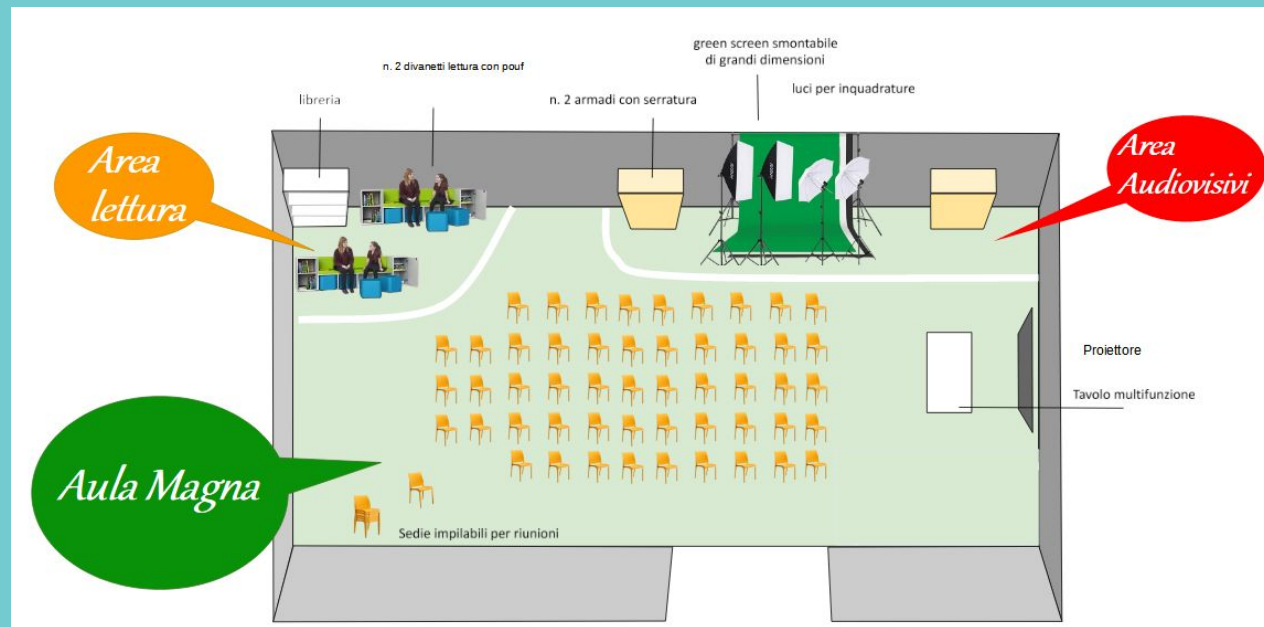 green screen smontabile
di grandi dimensioni
n. 2 divanetti lettura con pouf
luci per inquadrature
libreria
n. 2 armadi con serratura
Area
lettura
Area
Audiovisivi
Proiettore
Tavolo multifunzione
Aula Magna
Sedie impilabili per riunioni